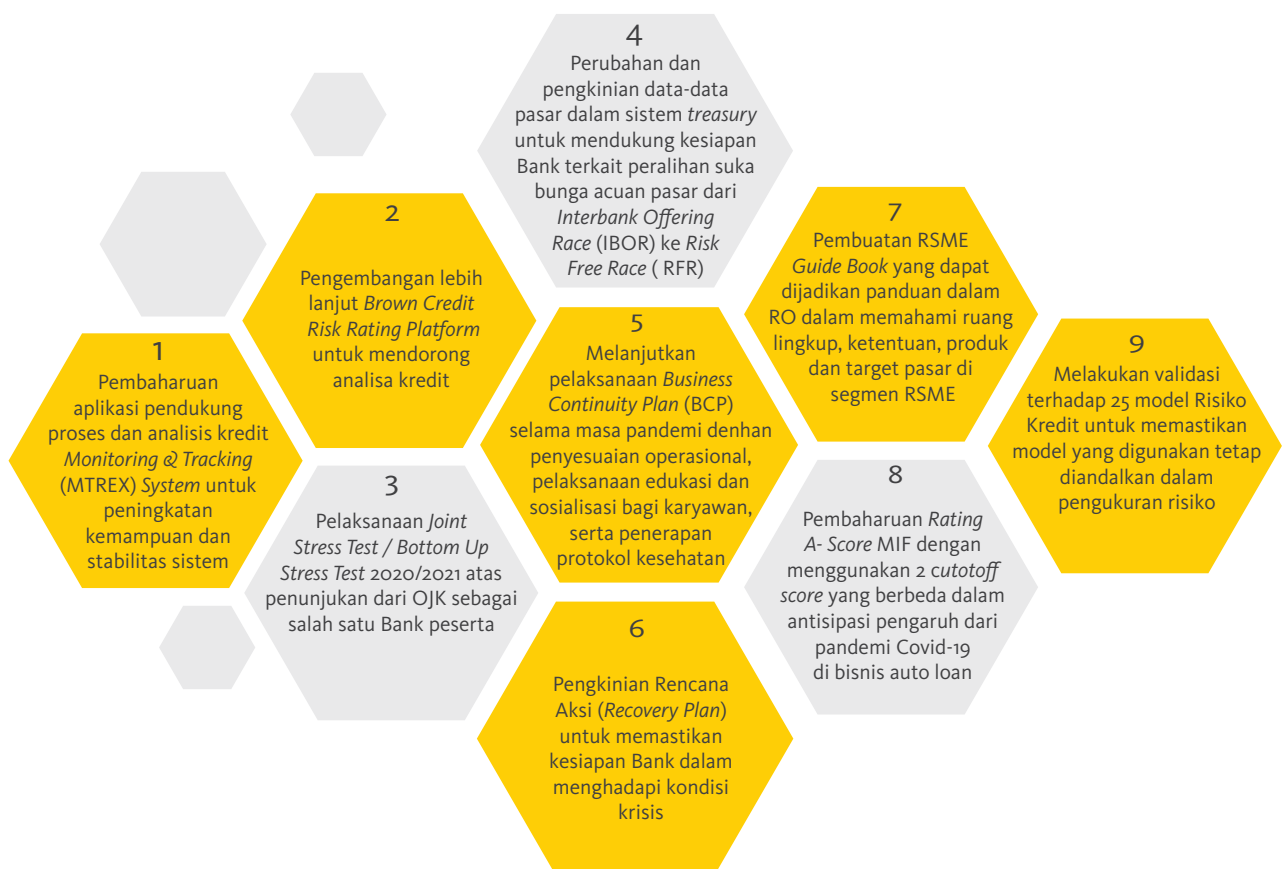 1
Pembaharuan
aplikasi pendukung
proses dan analisis kredit
Monitoring & Tracking
(MTREX) System untuk
peningkatan
kemampuan dan
stabilitas sistem
2
Pengembangan lebih
lanjut Brown Credit
Risk Rating Platform
untuk mendorong
analisa kredit
3
Pelaksanaan Joint
Stress Test / Bottom Up
Stress Test 2020/2021 atas
penunjukan dari OJK sebagai
salah satu Bank peserta
4
Perubahan dan
pengkinian data-data
pasar dalam sistem treasury
untuk mendukung kesiapan
Bank terkait peralihan suka
bunga acuan pasar dari
Interbank Offering
Race (IBOR) ke Risk
Free Race ( RFR)
5
Melanjutkan
pelaksanaan Business
Continuity Plan (BCP)
selama masa pandemi denhan
penyesuaian operasional,
pelaksanaan edukasi dan
sosialisasi bagi karyawan,
serta penerapan
protokol kesehatan
6
Pengkinian Rencana
Aksi (Recovery Plan)
untuk memastikan
kesiapan Bank dalam
menghadapi kondisi
krisis
7
Pembuatan RSME
Guide Book yang dapat
dijadikan panduan dalam
RO dalam memahami ruang
lingkup, ketentuan, produk
dan target pasar di
segmen RSME
8
Pembaharuan Rating
A- Score MIF dengan
menggunakan 2 cutotoff
score yang berbeda dalam
antisipasi pengaruh dari
pandemi Covid-19
di bisnis auto loan
9
Melakukan validasi
terhadap 25 model Risiko
Kredit untuk memastikan
model yang digunakan tetap
diandalkan dalam
pengukuran risiko